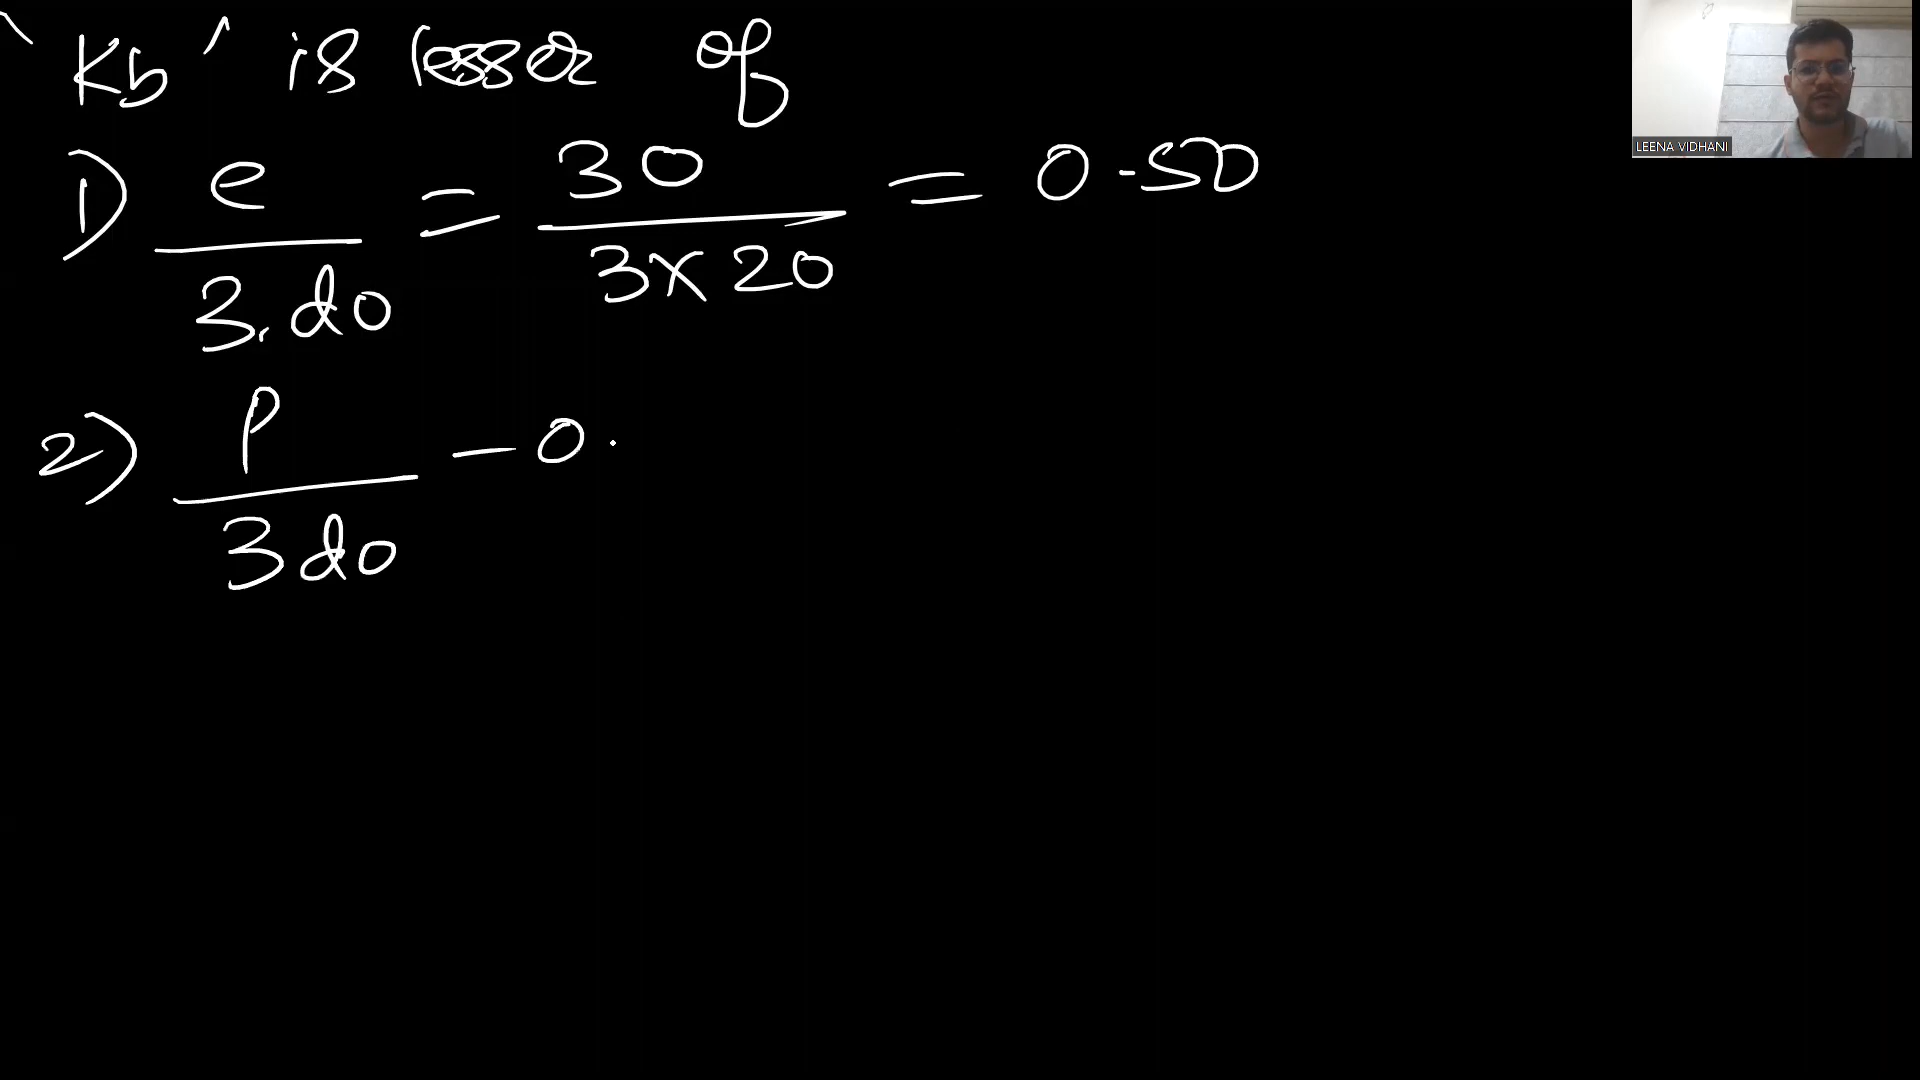 'Kb' is lesser of
1) e / 3.do = 30 / 3x20 = 0.50
2) p / 3do - 0.
LEENA VIDHANI